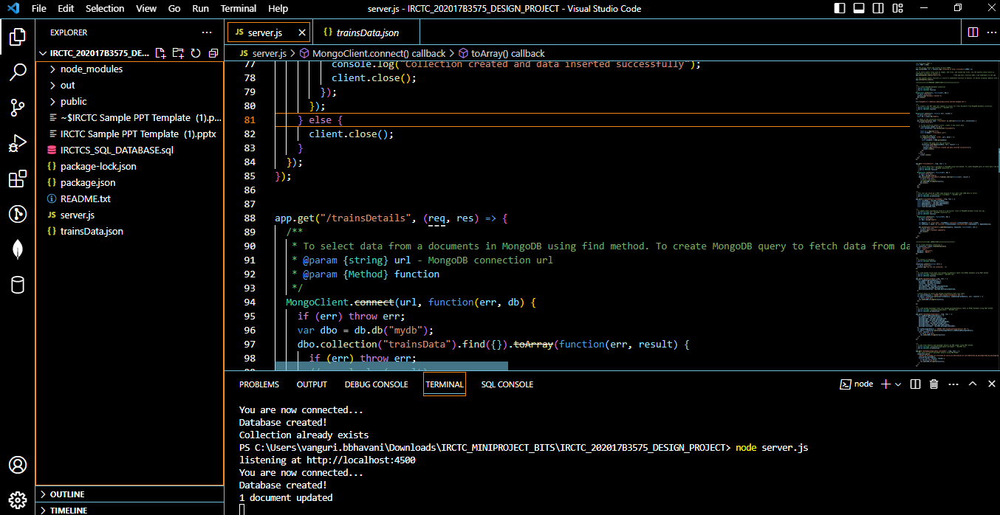 File Edit Selection View Go Run Terminal Help
server.js - IRCTC_202017B3575_DESIGN_PROJECT - Visual Studio Code
EXPLORER
IRCTC_202017B3575_DE...
node_modules
out
public
~$IRCTC Sample PPT Template (1).p...
IRCTC Sample PPT Template (1).pptx
IRCTCS_SQL_DATABASE.sql
package-lock.json
package.json
README.txt
server.js
trainsData.json
OUTLINE
TIMELINE
JS server.js
{} trainsData.json
JS server.js > MongoClient.connect() callback > toArray() callback
77 console.log("Collection created and data inserted successfully");
78 client.close();
79 });
80 });
81 } else {
82 client.close();
83 }
84 });
85 });
86
87
88 app.get("/trainsDetails", (req, res) => {
89 /**
90 * To select data from a documents in MongoDB using find method. To create MongoDB query to fetch data from da
91 * @param {string} url - MongoDB connection url
92 * @param {Method} function
93 */
94 MongoClient.connect(url, function(err, db) {
95 if (err) throw err;
96 var dbo = db.db("mydb");
97 dbo.collection("trainsData").find({}).toArray(function(err, result) {
98 if (err) throw err;
PROBLEMS OUTPUT DEBUG CONSOLE TERMINAL SQL CONSOLE
node
You are now connected...
Database created!
Collection already exists
PS C:\Users\vanguri.bbhavani\Downloads\IRCTC_MINIPROJECT_BITS\IRCTC_202017B3575_DESIGN_PROJECT> node server.js
listening at http://localhost:4500
You are now connected...
Database created!
1 document updated